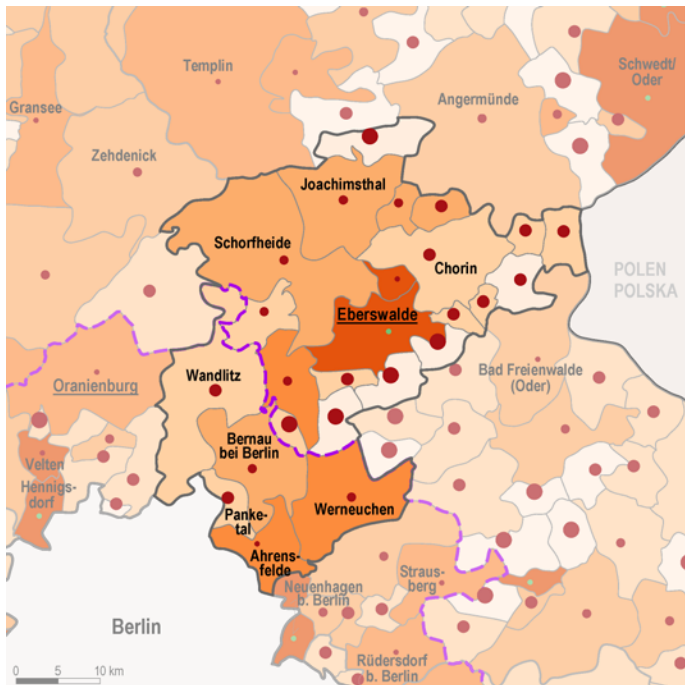 Templin
Schwedt/
Oder
Gransee
Angermünde
Zehdenick
Joachimsthal
Schorfheide
Chorin
POLEN
POLSKA
Eberswalde
Wandlitz
Bad Freienwalde
(Oder)
Oranienburg
Bernau
bei Berlin
Velten
Hennigs-
dorf
Panke-
tal
Werneuchen
Ahrens-
felde
Neuenhagen
b. Berlin
Straus-
berg
Berlin
Rüdersdorf
b. Berlin
0 5 10 km